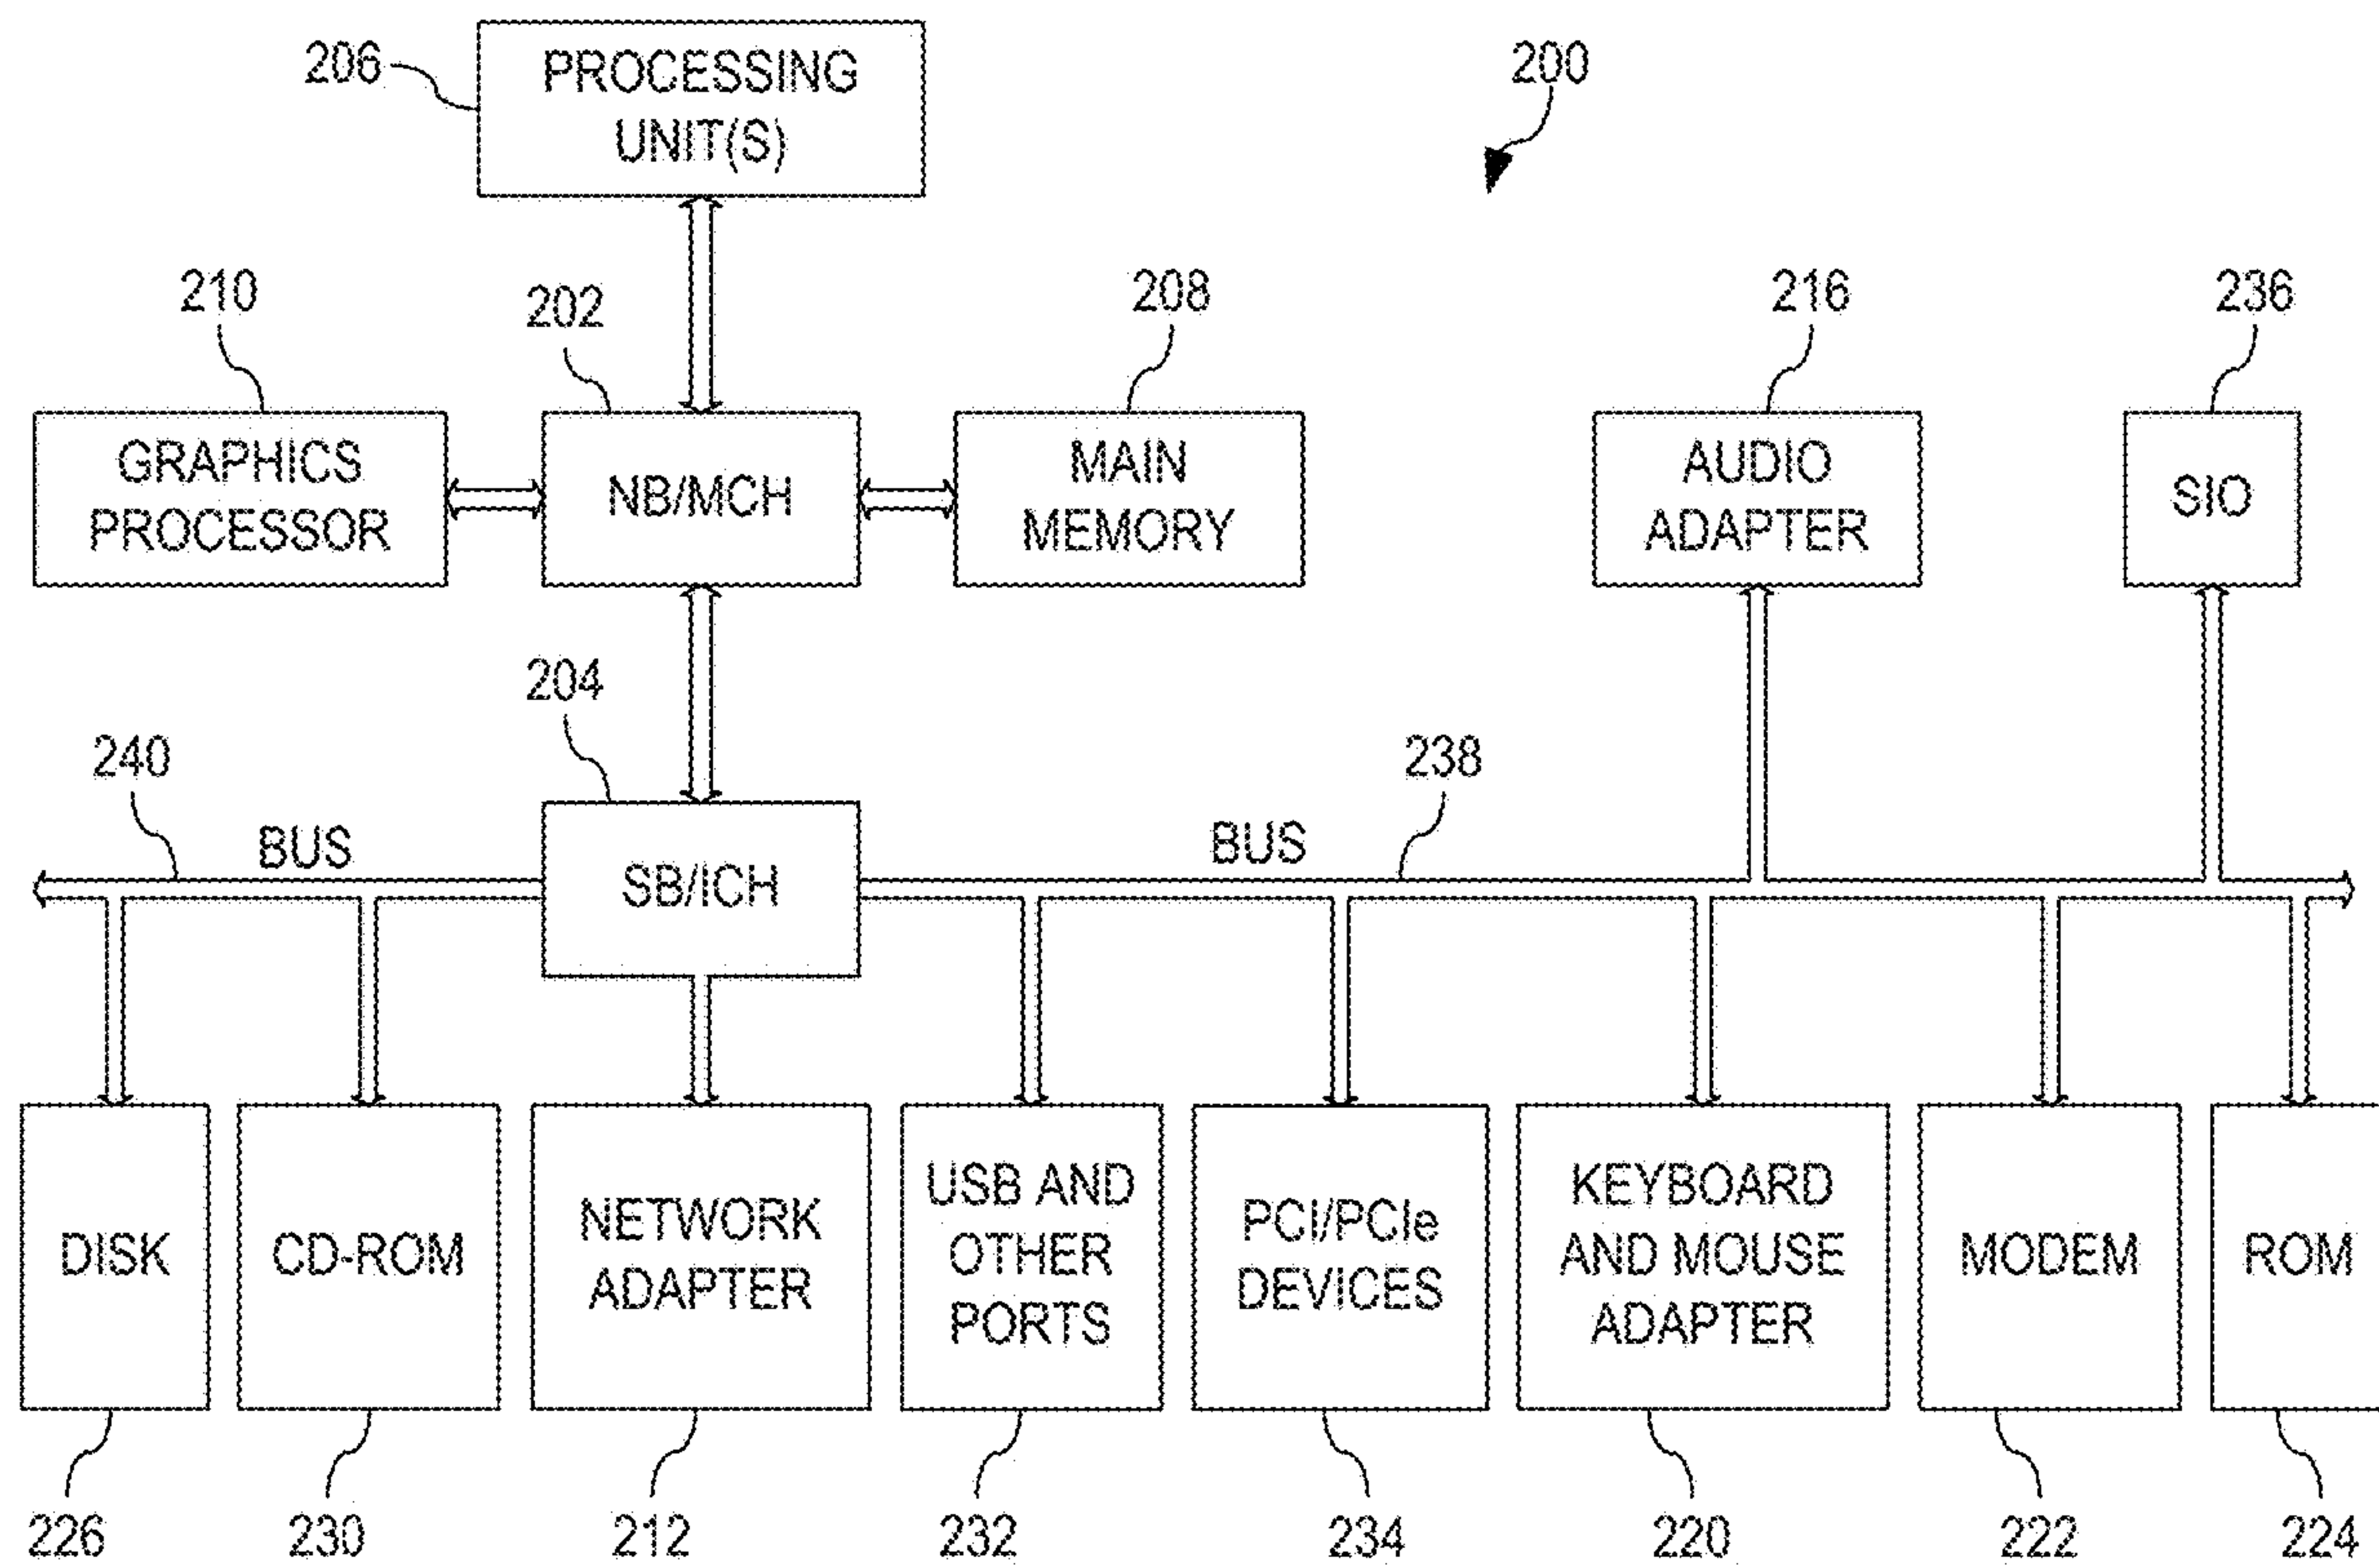 206
PROCESSING
UNIT(S)
200
210
202
208
216
236
GRAPHICS
PROCESSOR
NB/MCH
MAIN
MEMORY
AUDIO
ADAPTER
SIO
204
240
238
BUS
BUS
SB/ICH
DISK
CD-ROM
NETWORK
ADAPTER
USB AND
OTHER
PORTS
PCI/PCIe
DEVICES
KEYBOARD
AND MOUSE
ADAPTER
MODEM
ROM
226
230
212
232
234
220
222
224